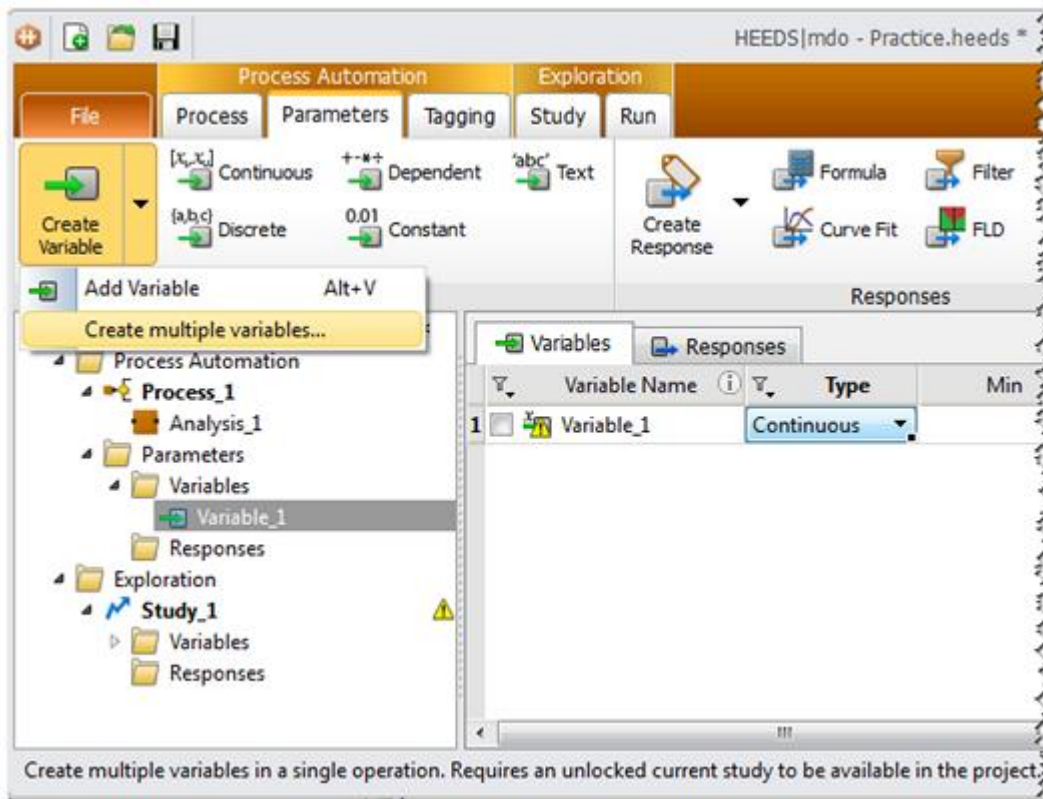 HEEDS|mdo - Practice.heeds *
Process Automation Exploration
File Process Parameters Tagging Study Run
Create Variable
[x₁,xᵤ] Continuous +-*÷ Dependent 'abc' Text
{a,b,c} Discrete 0.01 Constant
Create Response
Formula Filter
Curve Fit FLD
Responses
Add Variable Alt+V
Create multiple variables...
Process Automation
Process_1
Analysis_1
Parameters
Variables
Variable_1
Responses
Exploration
Study_1
Variables
Responses
Variables Responses
Variable Name Type Min
1 Variable_1 Continuous
Create multiple variables in a single operation. Requires an unlocked current study to be available in the project.